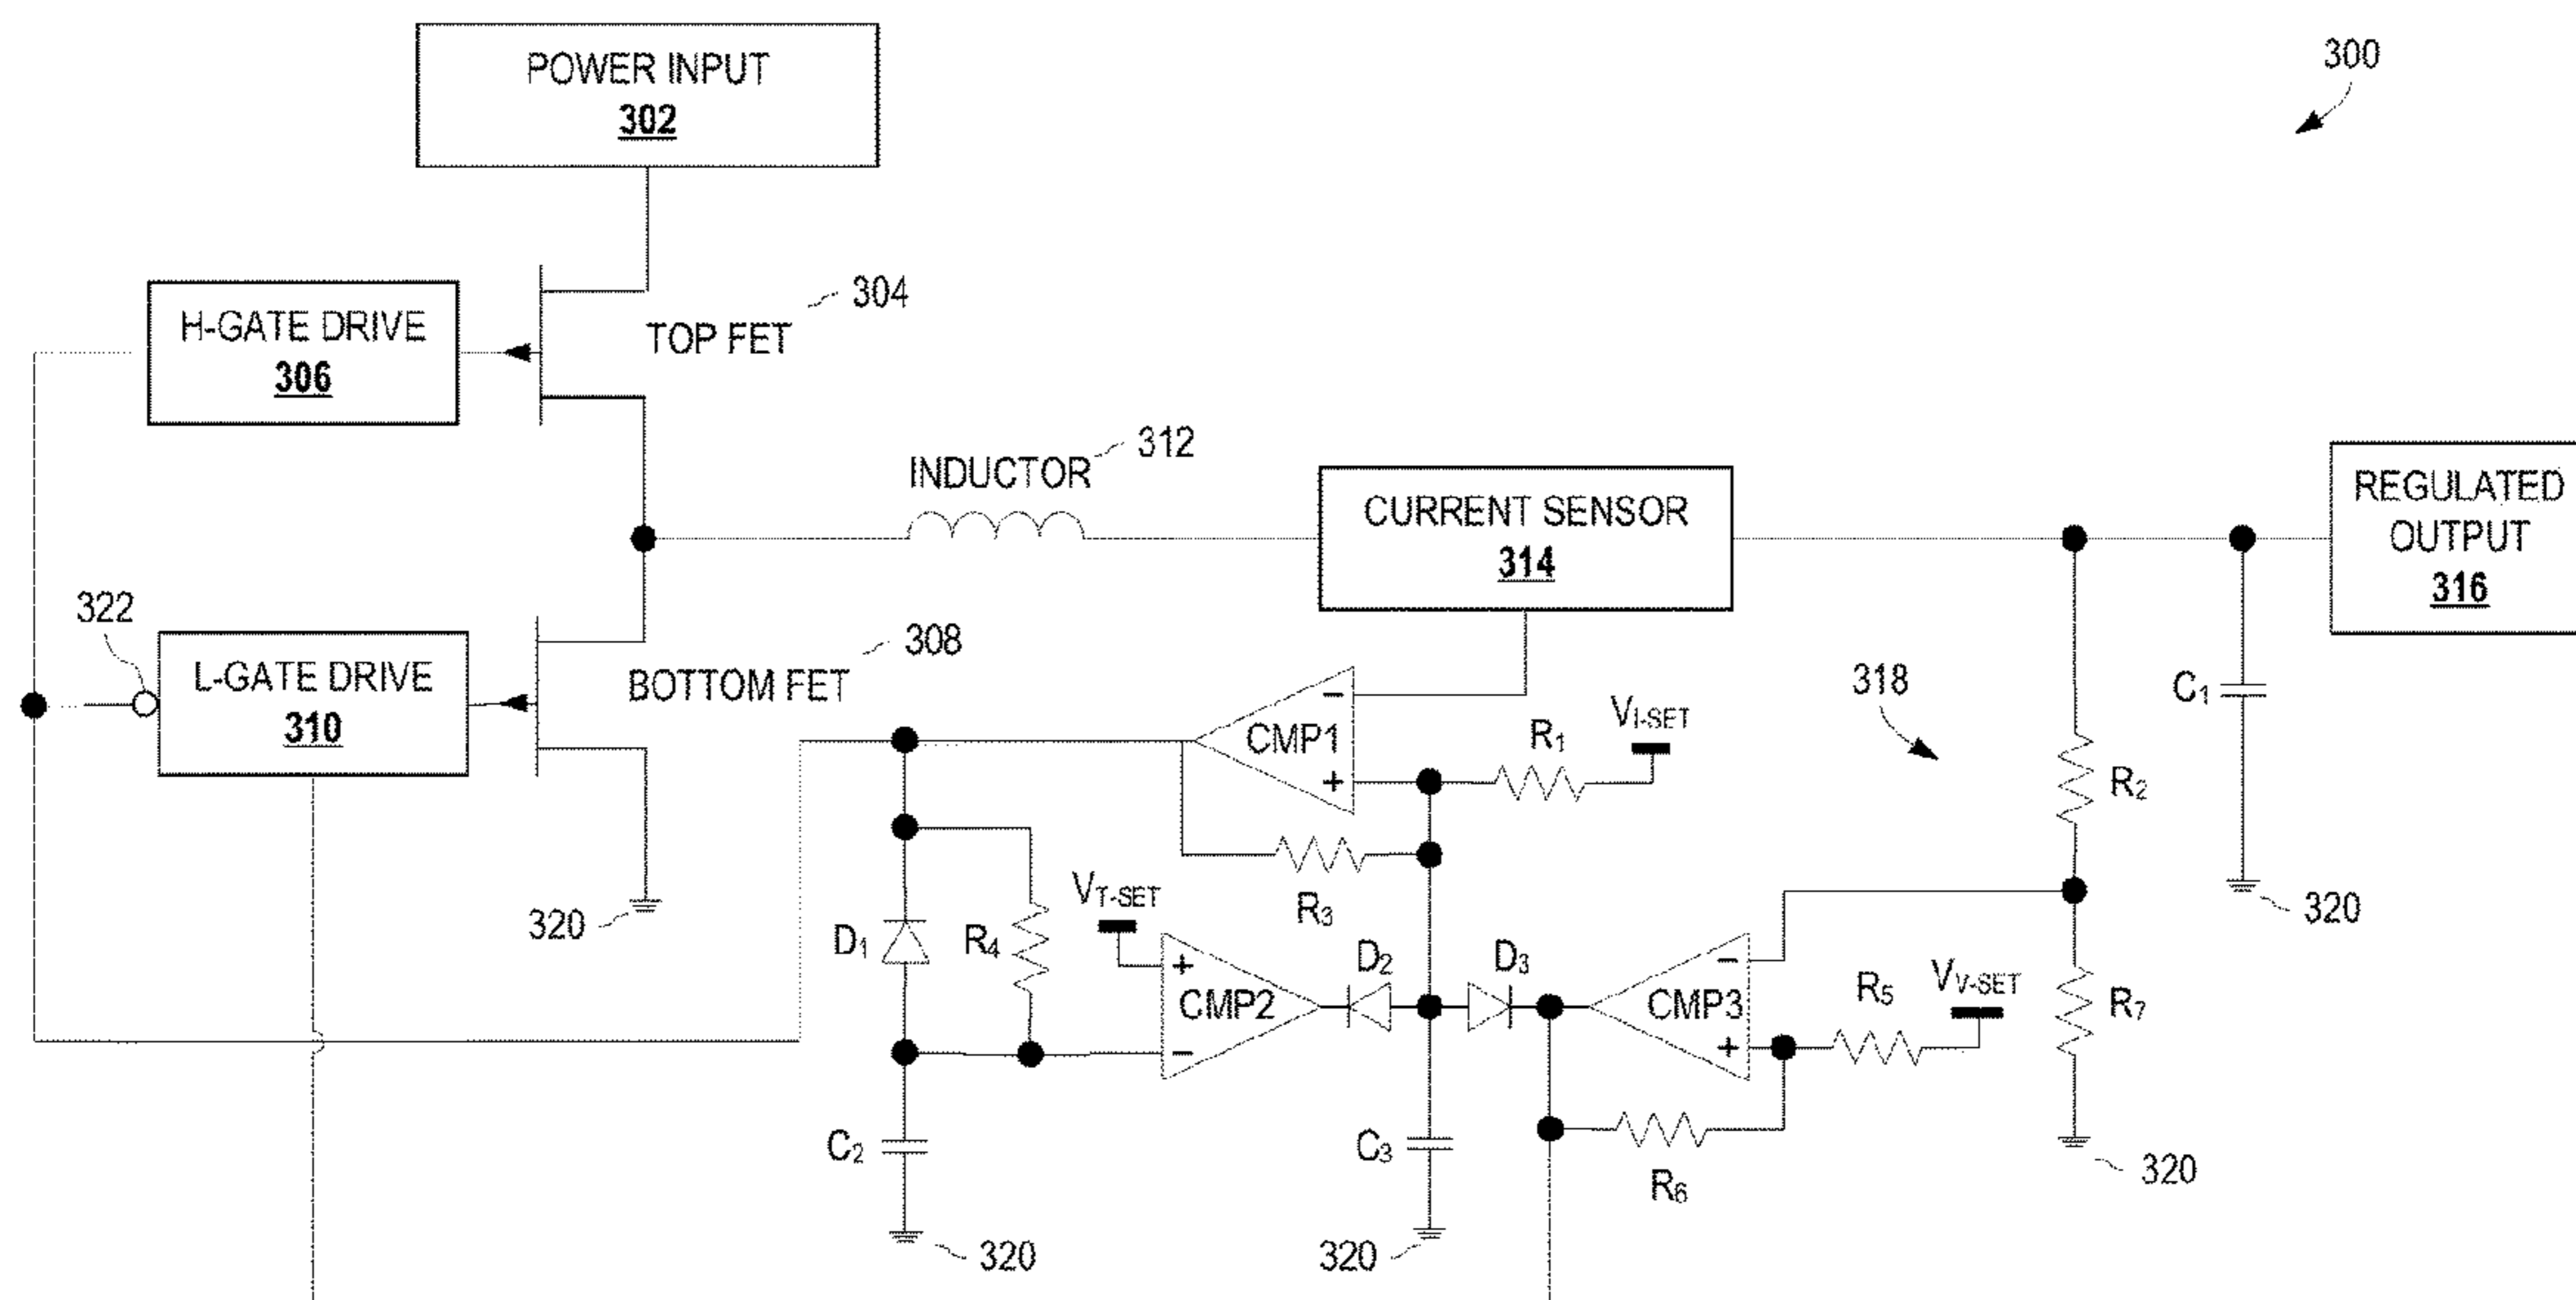 POWER INPUT
302
300
304
H-GATE DRIVE
306
TOP FET
312
INDUCTOR
CURRENT SENSOR
314
REGULATED
OUTPUT
316
322
L-GATE DRIVE
310
308
BOTTOM FET
318
C1
CMP1
-
+
R1
VI-SET
R2
R3
320
320
VT-SET
D1
R4
+
CMP2
-
D2
D3
-
CMP3
+
R5
VV-SET
R7
C2
C3
R6
320
320
320